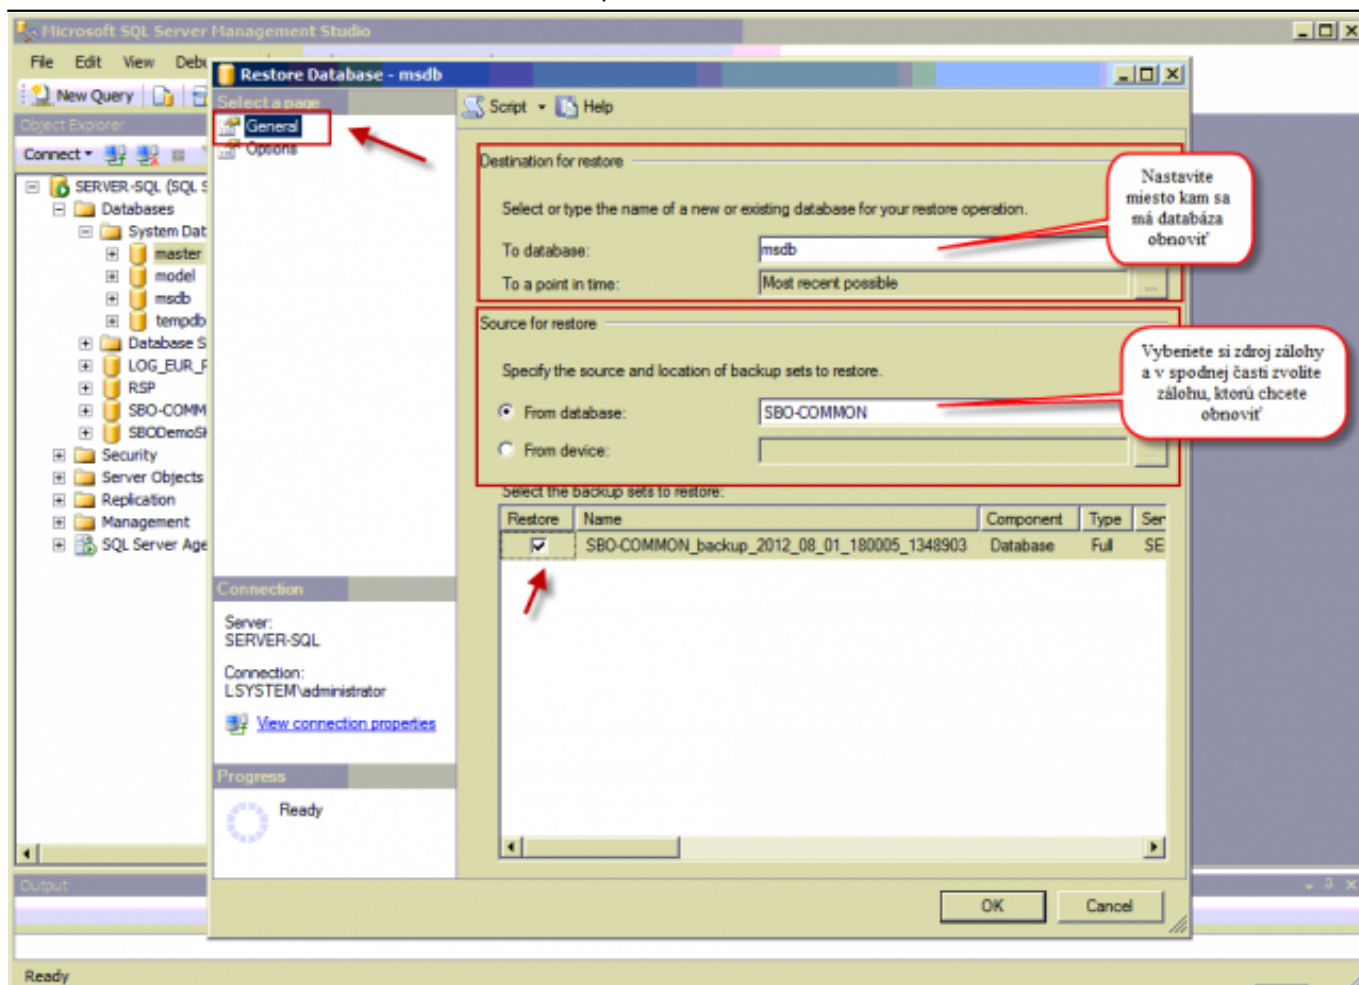 Microsoft SQL Server Management Studio
File Edit View Debu
New Query
Object Explorer
Connect
SERVER-SQL (SQL S
Databases
System Dat
master
model
msdb
tempdb
Database S
LOG_EUR_F
RSP
SBO-COMM
SBODemoSK
Security
Server Objects
Replication
Management
SQL Server Age
Restore Database - msdb
Select a page
General
Options
Connection
Server:
SERVER-SQL
Connection:
LSYSTEM\administrator
View connection properties
Progress
Ready
Script Help
Destination for restore
Select or type the name of a new or existing database for your restore operation.
To database: msdb
To a point in time: Most recent possible
...
Nastavíte
miesto kam sa
má databáza
obnoviť
Source for restore
Specify the source and location of backup sets to restore.
From database: SBO-COMMON
From device:
...
Vyberiete si zdroj zálohy
a v spodnej časti zvolíte
zálohu, ktorú chcete
obnoviť
Select the backup sets to restore:
Restore Name Component Type Ser
SBO-COMMON_backup_2012_08_01_180005_1348903 Database Full SE
OK Cancel
Output
Ready